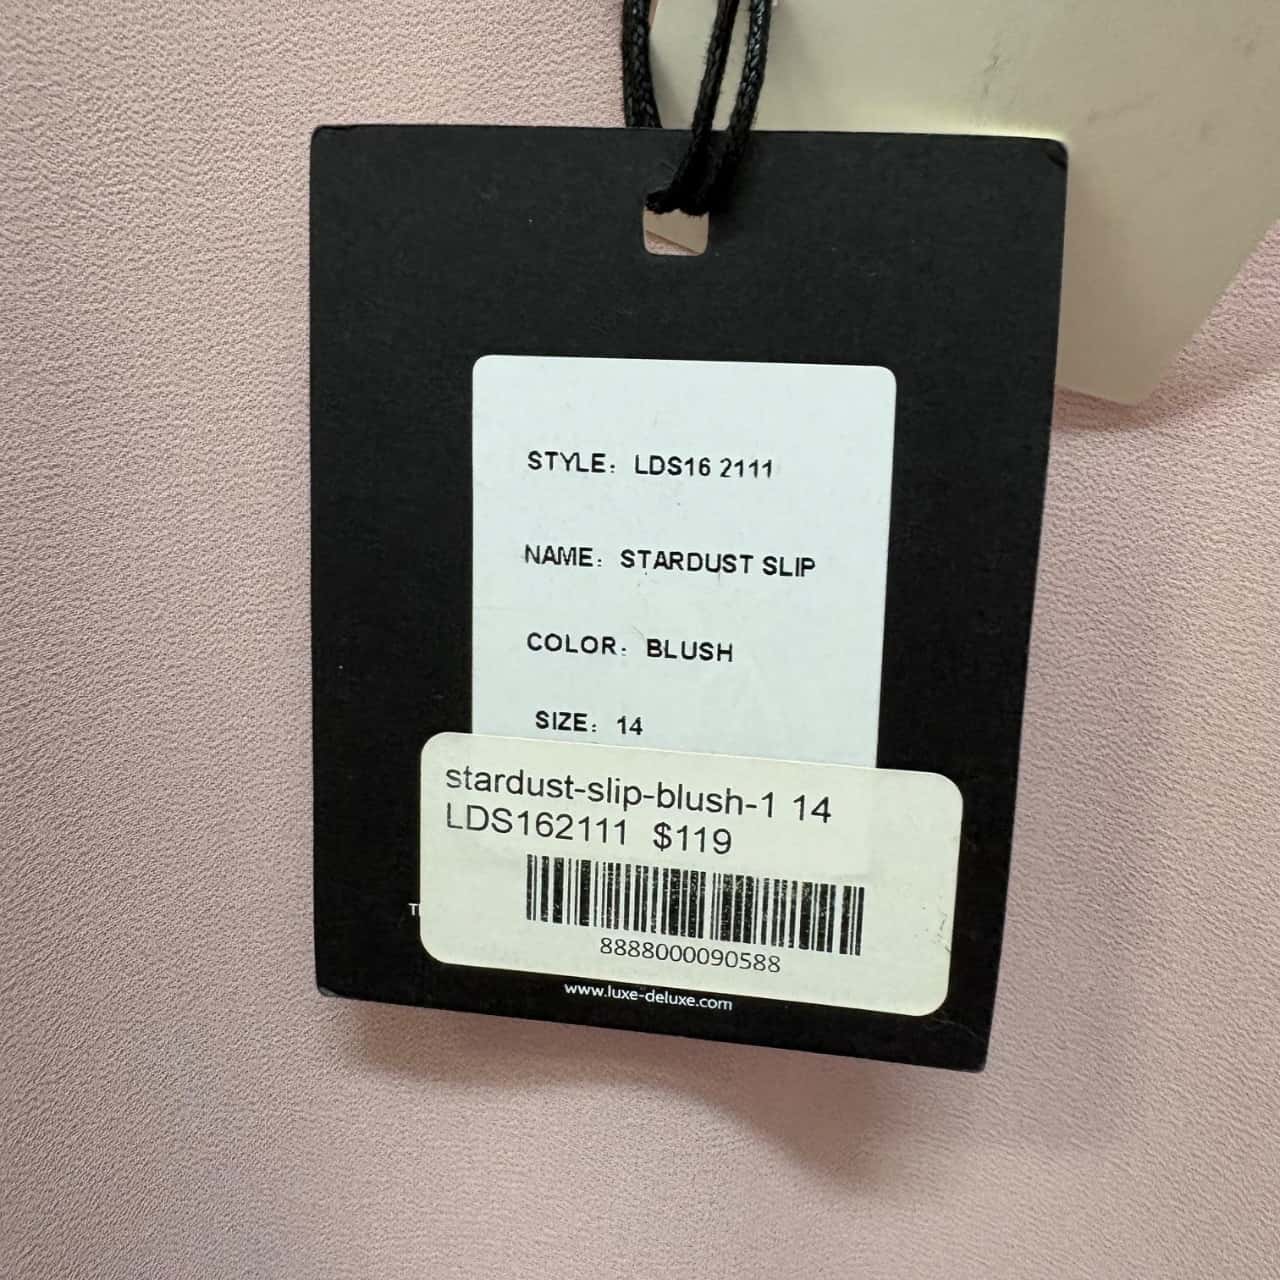 STYLE: LDS16 2111
NAME: STARDUST SLIP
COLOR: BLUSH
SIZE: 14
stardust-slip-blush-1 14
LDS162111 $119
8888000090588
www.luxe-deluxe.com